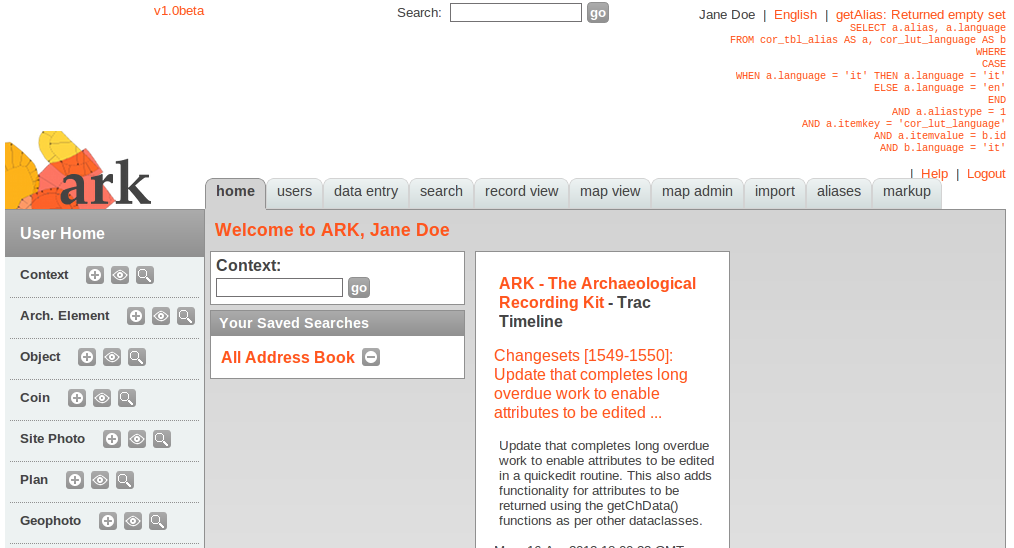 v1.0beta
Search: go
Jane Doe | English | getAlias: Returned empty set
SELECT a.alias, a.language
FROM cor_tbl_alias AS a, cor_lut_language AS b
WHERE
CASE
WHEN a.language = 'it' THEN a.language = 'it'
ELSE a.language = 'en'
END
AND a.aliastype = 1
AND a.itemkey = 'cor_lut_language'
AND a.itemvalue = b.id
AND b.language = 'it'
| Help | Logout
ark
home users data entry search record view map view map admin import aliases markup
User Home
Context
Arch. Element
Object
Coin
Site Photo
Plan
Geophoto
Welcome to ARK, Jane Doe
Context:
go
Your Saved Searches
All Address Book
ARK - The Archaeological
Recording Kit - Trac
Timeline
Changesets [1549-1550]:
Update that completes long
overdue work to enable
attributes to be edited ...
Update that completes long overdue
work to enable attributes to be edited
in a quickedit routine. This also adds
functionality for attributes to be
returned using the getChData()
functions as per other dataclasses.